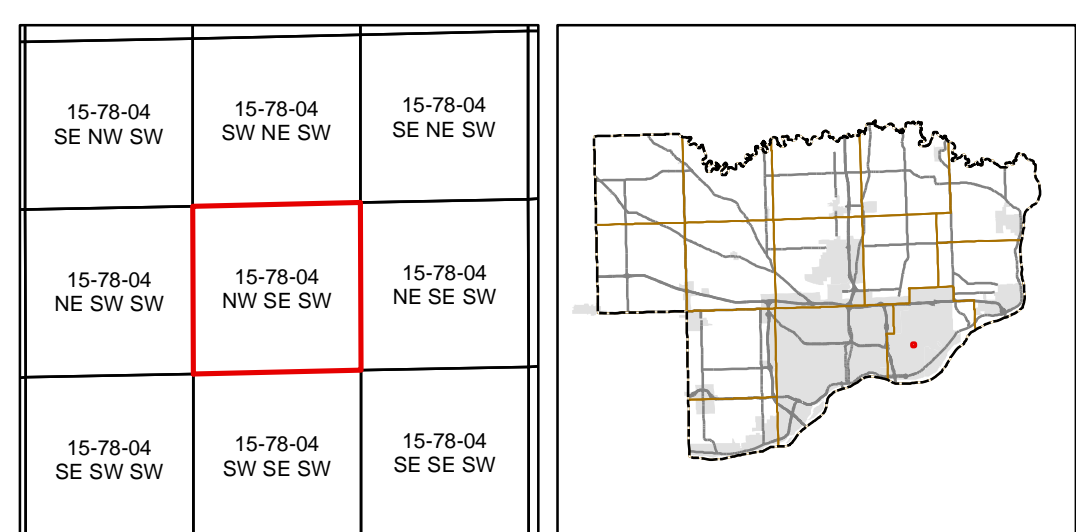 15-78-04
SE NW SW
15-78-04
SW NE SW
15-78-04
SE NE SW
15-78-04
NE SW SW
15-78-04
NW SE SW
15-78-04
NE SE SW
15-78-04
SE SW SW
15-78-04
SW SE SW
15-78-04
SE SE SW